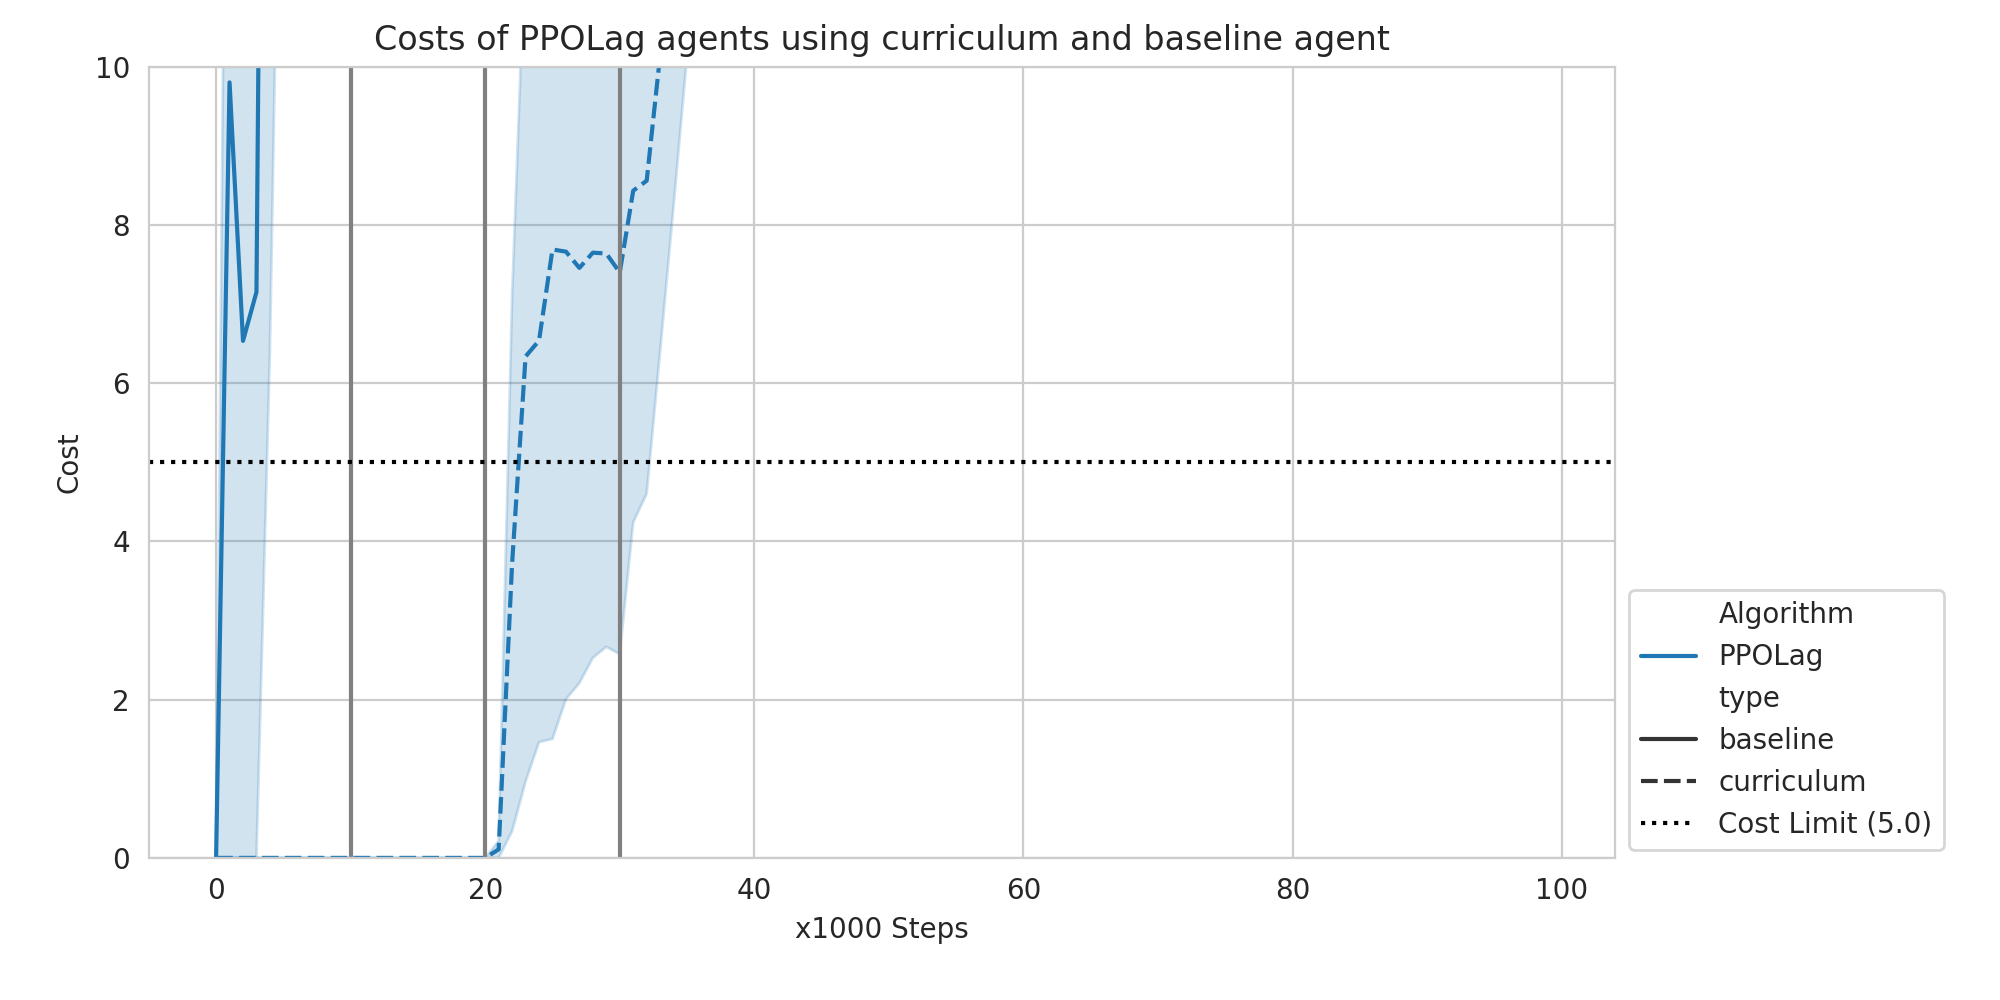 Costs of PPOLag agents using curriculum and baseline agent
10
8
6
4
2
0
Cost
0 20 40 60 80 100
x1000 Steps
Algorithm
PPOLag
type
baseline
curriculum
Cost Limit (5.0)